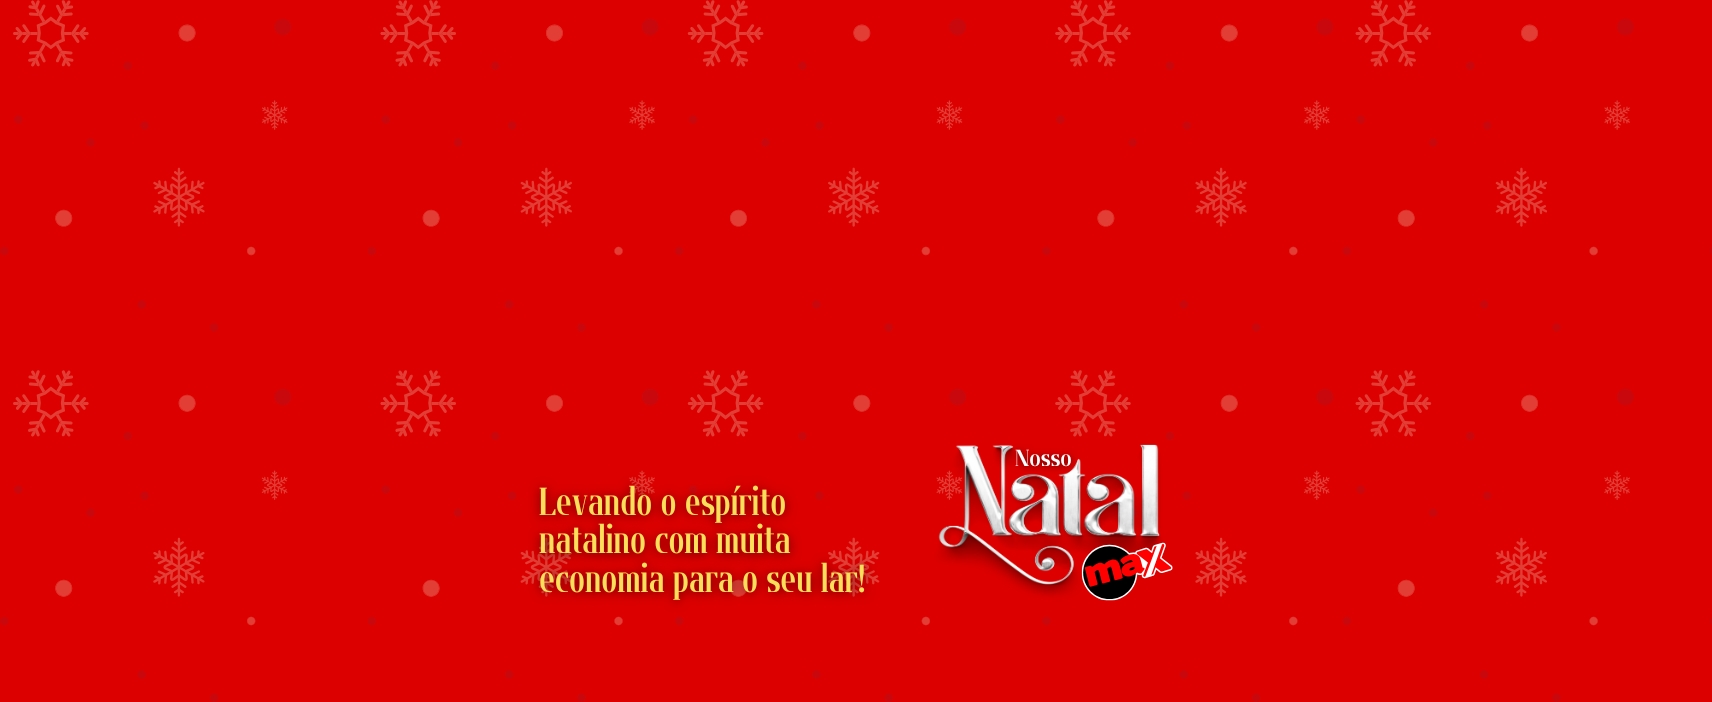 Levando o espírito
natalino com muita
economia para o seu lar!
Nosso
Natal
max